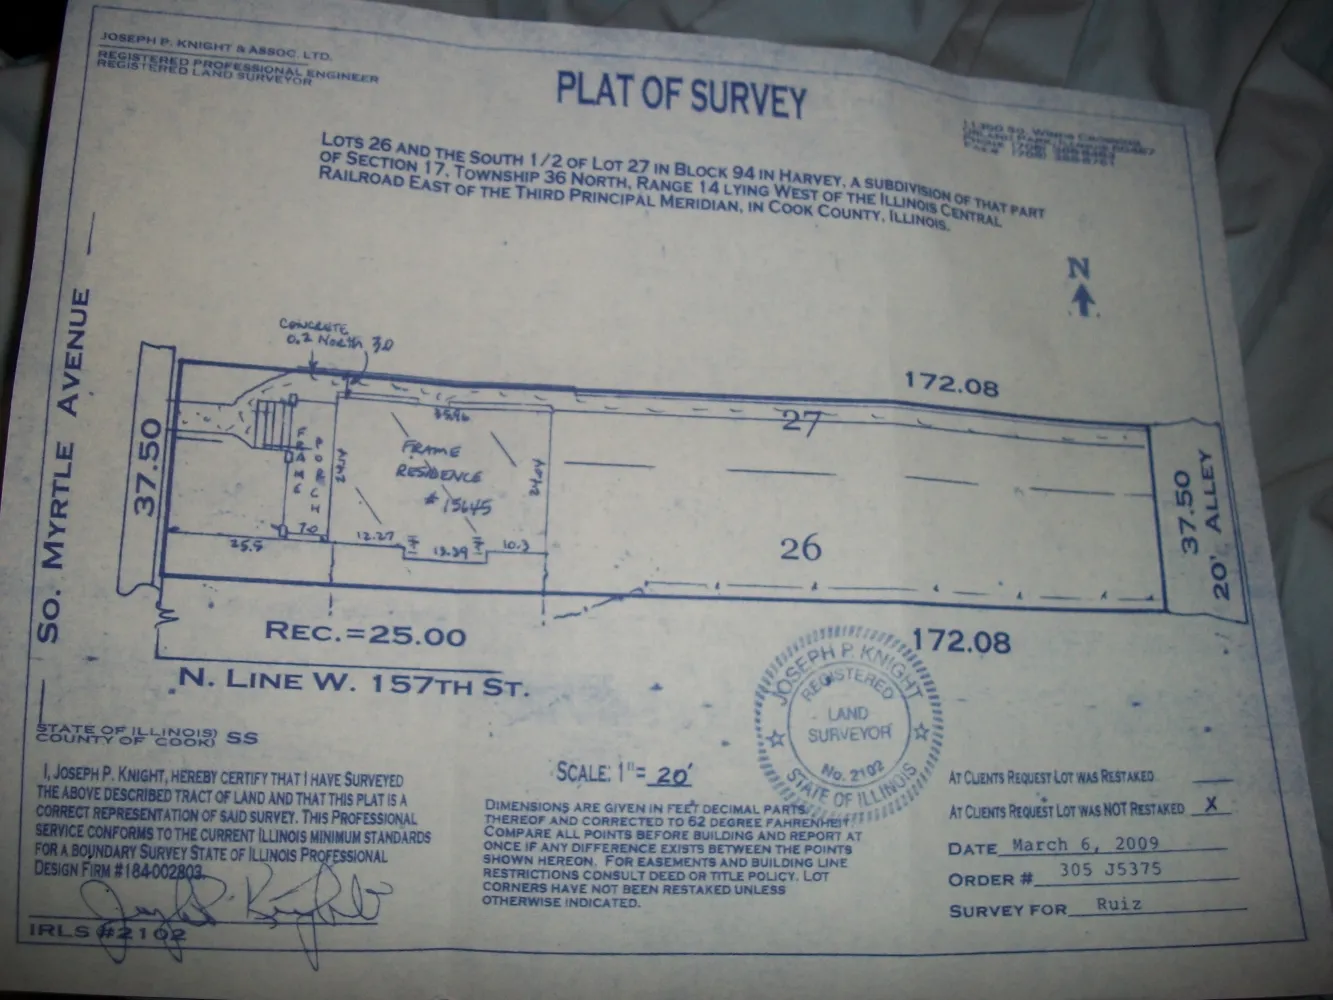 JOSEPH P. KNIGHT & ASSOC. LTD.
REGISTERED PROFESSIONAL ENGINEER
REGISTERED LAND SURVEYOR
PLAT OF SURVEY
LOTS 26 AND THE SOUTH 1/2 OF LOT 27 IN BLOCK 94 IN HARVEY, A SUBDIVISION OF THAT PART
OF SECTION 17, TOWNSHIP 36 NORTH, RANGE 14 LYING WEST OF THE ILLINOIS CENTRAL
RAILROAD EAST OF THE THIRD PRINCIPAL MERIDIAN, IN COOK COUNTY, ILLINOIS.
N
SO. MYRTLE AVENUE
CONCRETE
0.2 NORTH 3.0
172.08
37.50
27
35.96
FRAME
RESIDENCE
# 15645
FRAME
PORCH
24.14
24.04
25.9
7.0
12.27
13.39
10.3
26
37.50
20' ALLEY
REC.=25.00
172.08
N. LINE W. 157TH ST.
STATE OF ILLINOIS)
COUNTY OF COOK) SS
I, JOSEPH P. KNIGHT, HEREBY CERTIFY THAT I HAVE SURVEYED
THE ABOVE DESCRIBED TRACT OF LAND AND THAT THIS PLAT IS A
CORRECT REPRESENTATION OF SAID SURVEY. THIS PROFESSIONAL
SERVICE CONFORMS TO THE CURRENT ILLINOIS MINIMUM STANDARDS
FOR A BOUNDARY SURVEY STATE OF ILLINOIS PROFESSIONAL
DESIGN FIRM #184-002803.
IRLS #2102
SCALE: 1"= 20'
DIMENSIONS ARE GIVEN IN FEET DECIMAL PARTS
THEREOF AND CORRECTED TO 62 DEGREE FAHRENHEIT.
COMPARE ALL POINTS BEFORE BUILDING AND REPORT AT
ONCE IF ANY DIFFERENCE EXISTS BETWEEN THE POINTS
SHOWN HEREON. FOR EASEMENTS AND BUILDING LINE
RESTRICTIONS CONSULT DEED OR TITLE POLICY. LOT
CORNERS HAVE NOT BEEN RESTAKED UNLESS
OTHERWISE INDICATED.
JOSEPH P. KNIGHT
REGISTERED
LAND
SURVEYOR
No. 2102
STATE OF ILLINOIS
AT CLIENTS REQUEST LOT WAS RESTAKED
AT CLIENTS REQUEST LOT WAS NOT RESTAKED X
DATE March 6, 2009
ORDER # 305 J5375
SURVEY FOR Ruiz